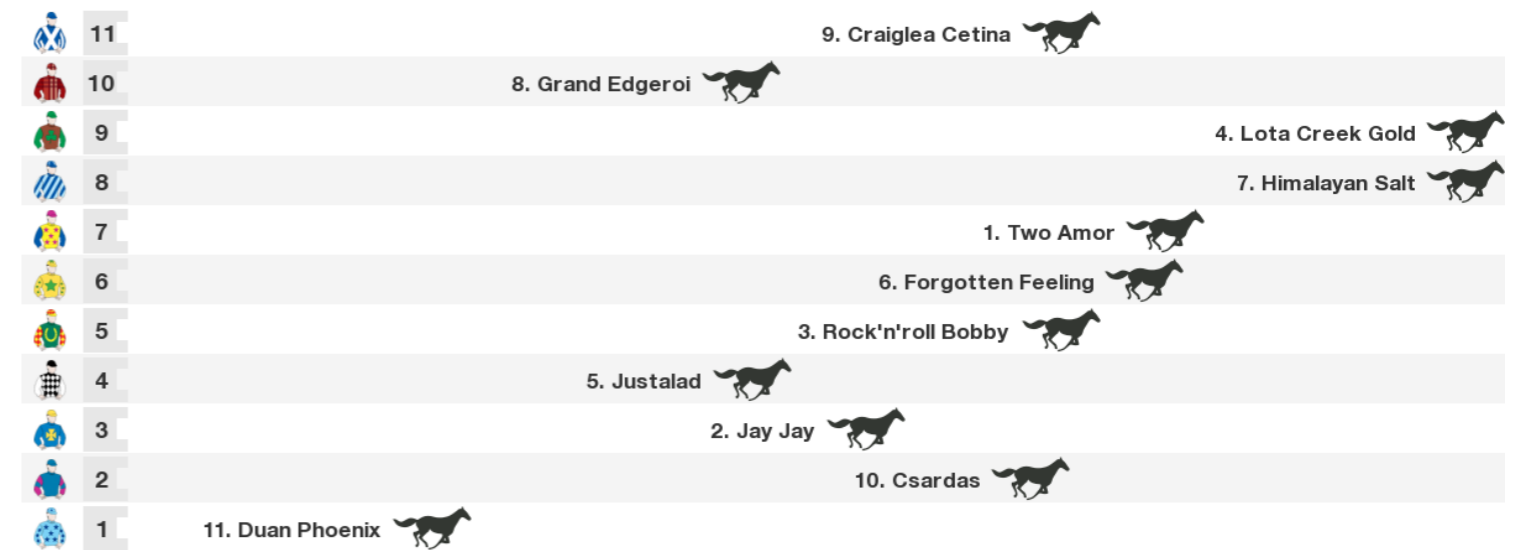 11 9. Craiglea Cetina
10 8. Grand Edgeroi
9 4. Lota Creek Gold
8 7. Himalayan Salt
7 1. Two Amor
6 6. Forgotten Feeling
5 3. Rock'n'roll Bobby
4 5. Justalad
3 2. Jay Jay
2 10. Csardas
1 11. Duan Phoenix